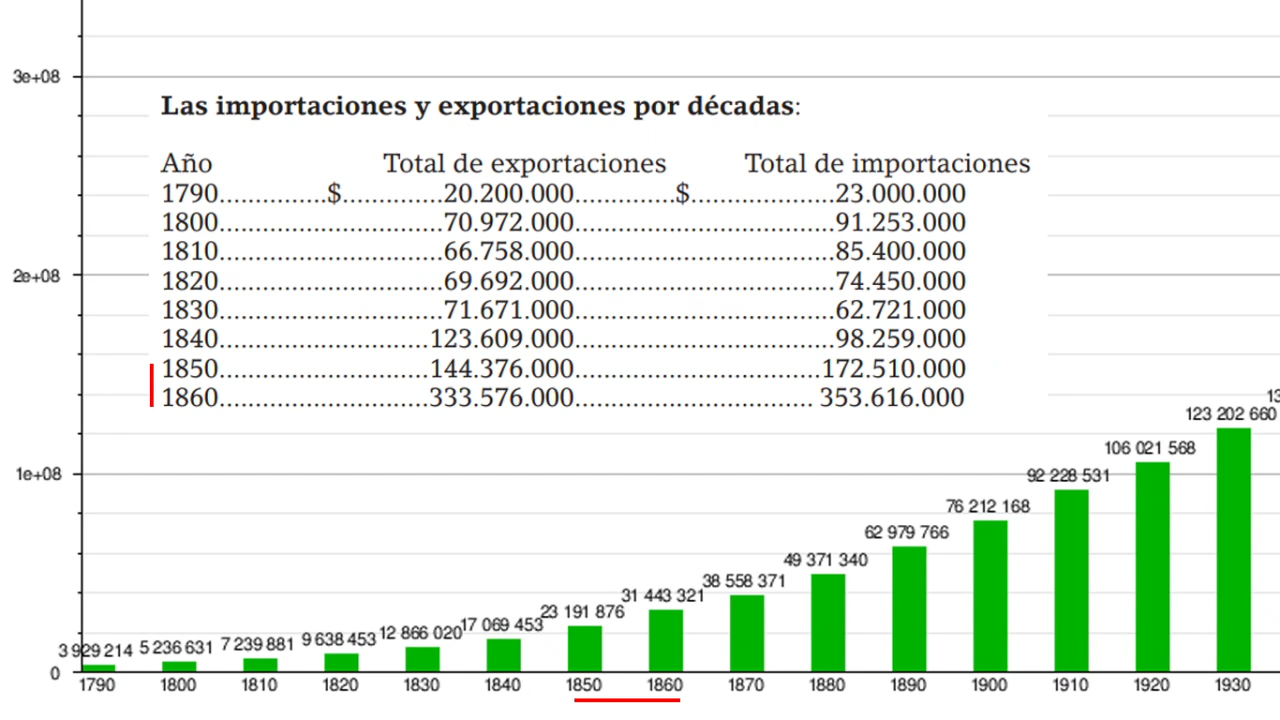 3e+08
Las importaciones y exportaciones por décadas:
Año Total de exportaciones Total de importaciones
1790...............$..............20.200.000..............$....................23.000.000
1800...............................70.972.000....................................91.253.000
1810...............................66.758.000....................................85.400.000
2e+08
1820...............................69.692.000....................................74.450.000
1830...............................71.671.000....................................62.721.000
1840.............................123.609.000....................................98.259.000
1850.............................144.376.000..................................172.510.000
1860.............................333.576.000................................. 353.616.000
123 202 660
106 021 568
1e+08
92 228 531
76 212 168
62 979 766
49 371 340
38 558 371
31 443 321
23 191 876
17 069 453
12 866 020
9 638 453
7 239 881
5 236 631
3 929 214
0
1790 1800 1810 1820 1830 1840 1850 1860 1870 1880 1890 1900 1910 1920 1930